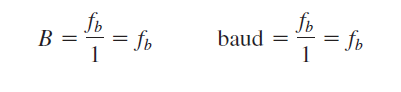 B = f_b/1 = f_b baud = f_b/1 = f_b